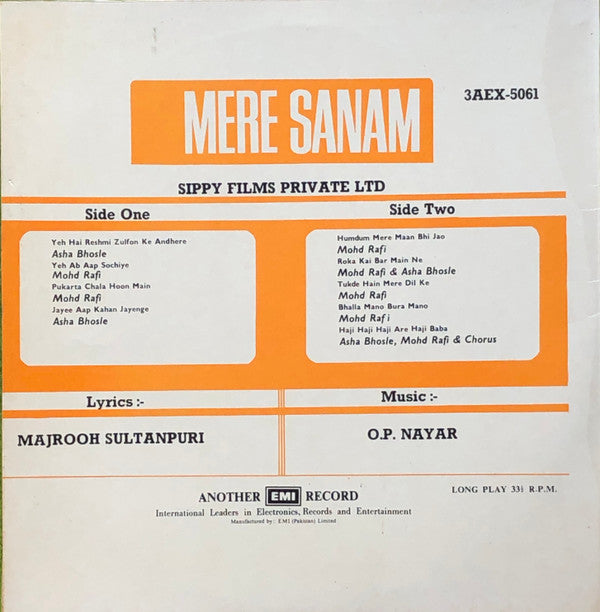 MERE SANAM
3AEX-5061
SIPPY FILMS PRIVATE LTD
Side One
Yeh Hai Reshmi Zulfon Ke Andhere
Asha Bhosle
Yeh Ab Aap Sochiye
Mohd Rafi
Pukarta Chala Hoon Main
Mohd Rafi
Jayee Aap Kahan Jayenge
Asha Bhosle
Side Two
Humdum Mere Maan Bhi Jao
Mohd Rafi
Roka Kai Bar Main Ne
Mohd Rafi & Asha Bhosle
Tukde Hain Mere Dil Ke
Mohd Rafi
Bhalla Mano Bura Mano
Mohd Rafi
Haji Haji Haji Are Haji Baba
Asha Bhosle, Mohd Rafi & Chorus
Lyrics :-
MAJROOH SULTANPURI
Music :-
O.P. NAYAR
ANOTHER EMI RECORD
International Leaders in Electronics, Records and Entertainment
Manufactured by : EMI (Pakistan) Limited
LONG PLAY 33⅓ R.P.M.